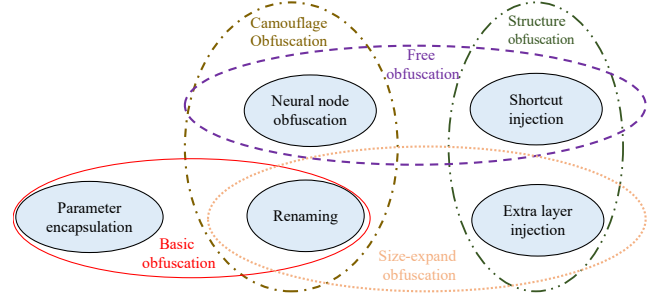 Camouflage
Obfuscation
Structure
obfuscation
Free
obfuscation
Neural node
obfuscation
Shortcut
injection
Parameter
encapsulation
Renaming
Extra layer
injection
Basic
obfuscation
Size-expand
obfuscation